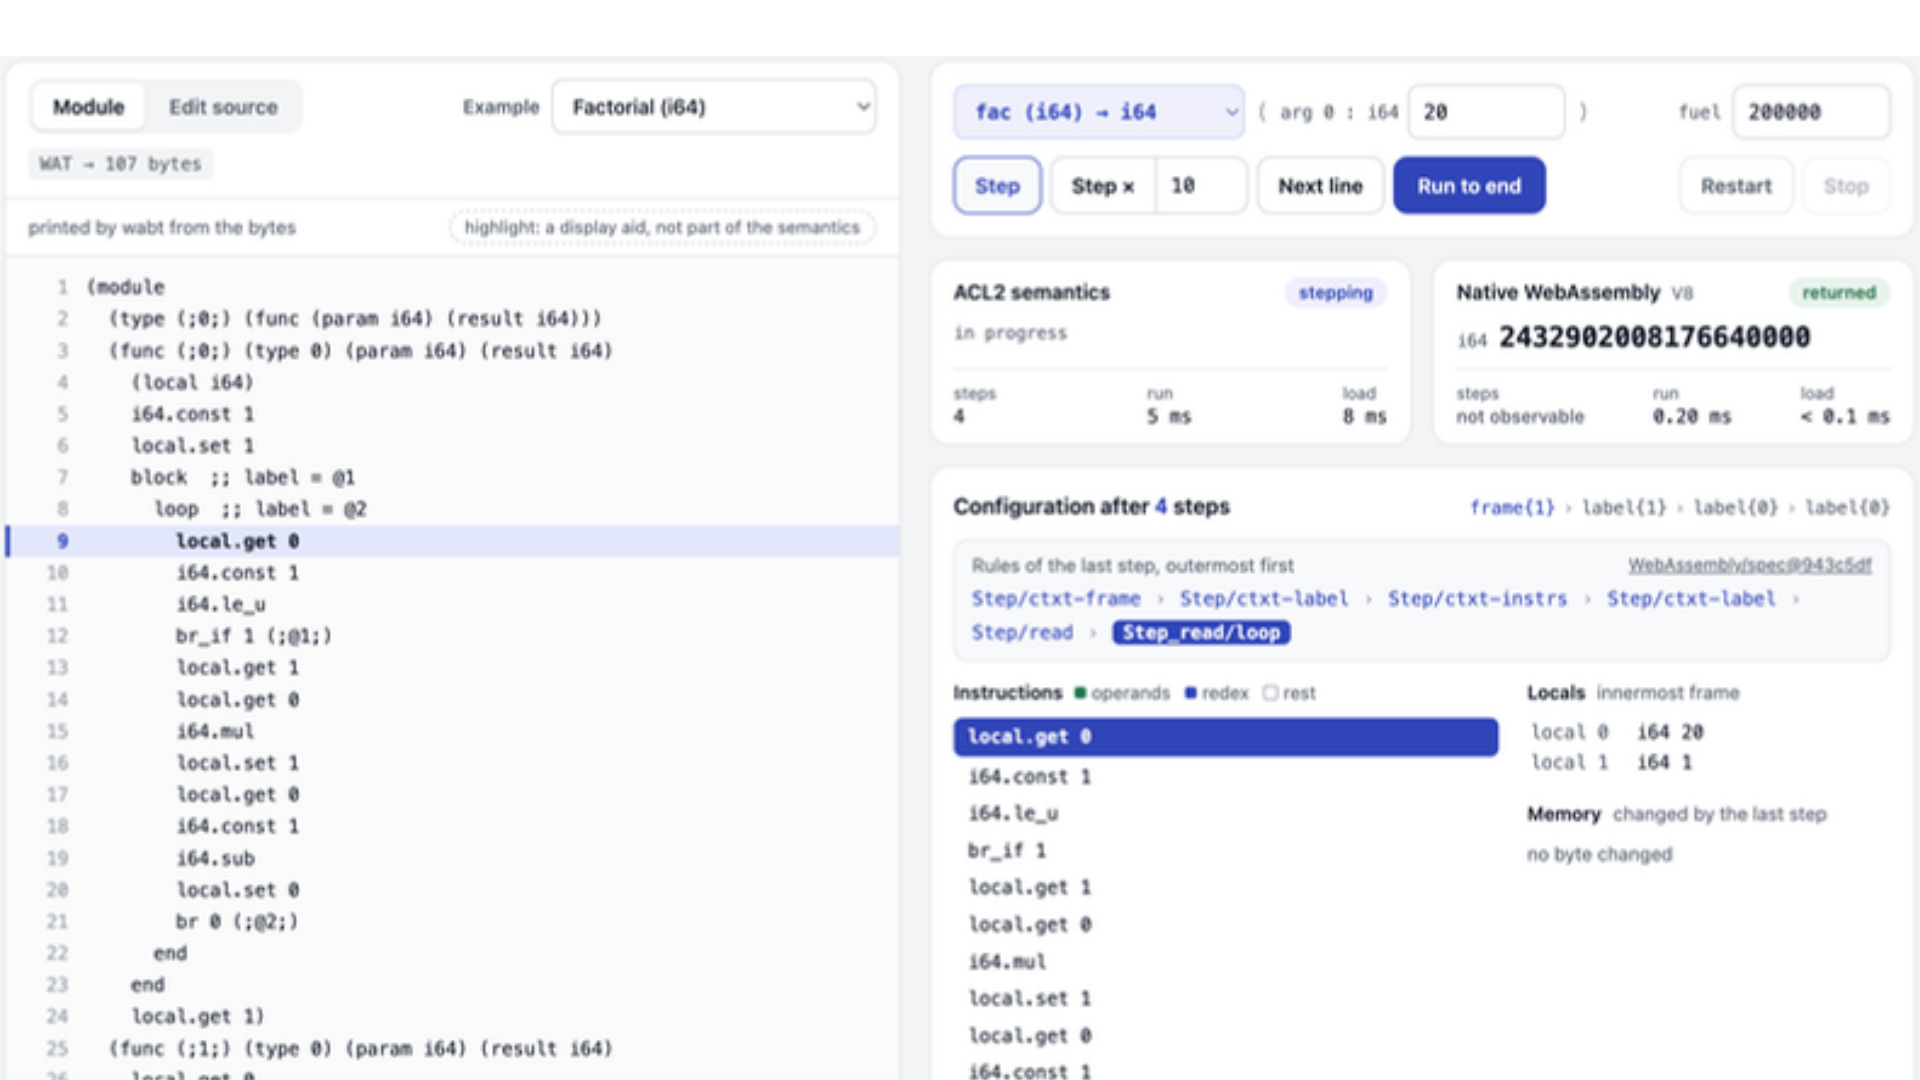 Module Edit source Example Factorial (i64)
WAT → 107 bytes
printed by wabt from the bytes highlight: a display aid, not part of the semantics
1 (module
2 (type (;0;) (func (param i64) (result i64)))
3 (func (;0;) (type 0) (param i64) (result i64)
4 (local i64)
5 i64.const 1
6 local.set 1
7 block ;; label = @1
8 loop ;; label = @2
9 local.get 0
10 i64.const 1
11 i64.le_u
12 br_if 1 (;@1;)
13 local.get 1
14 local.get 0
15 i64.mul
16 local.set 1
17 local.get 0
18 i64.const 1
19 i64.sub
20 local.set 0
21 br 0 (;@2;)
22 end
23 end
24 local.get 1)
25 (func (;1;) (type 0) (param i64) (result i64)
26 local.get 0
fac (i64) → i64 ( arg 0 : i64 20 ) fuel 200000
Step Step × 10 Next line Run to end Restart Stop
ACL2 semantics stepping
in progress
steps run load
4 5 ms 8 ms
Native WebAssembly V8 returned
i64 2432902008176640000
steps run load
not observable 0.20 ms < 0.1 ms
Configuration after 4 steps frame{1} › label{1} › label{0} › label{0}
Rules of the last step, outermost first WebAssembly/spec@943c5df
Step/ctxt-frame › Step/ctxt-label › Step/ctxt-instrs › Step/ctxt-label ›
Step/read › Step_read/loop
Instructions operands redex rest
local.get 0
i64.const 1
i64.le_u
br_if 1
local.get 1
local.get 0
i64.mul
local.set 1
local.get 0
i64.const 1
Locals innermost frame
local 0 i64 20
local 1 i64 1
Memory changed by the last step
no byte changed